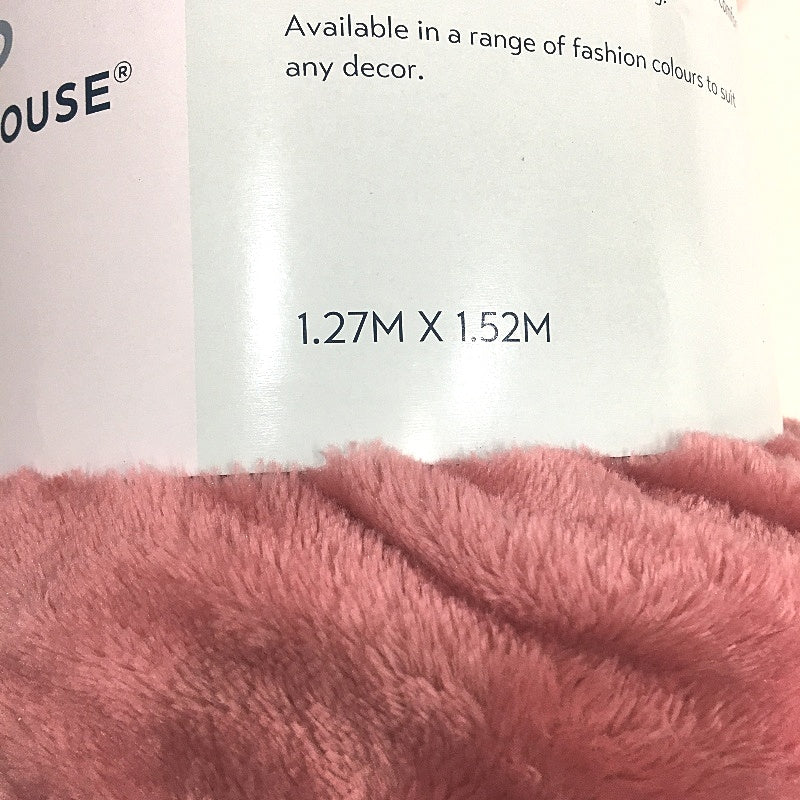 Available in a range of fashion colours to suit
any decor.
OUSE®
1.27M X 1.52M